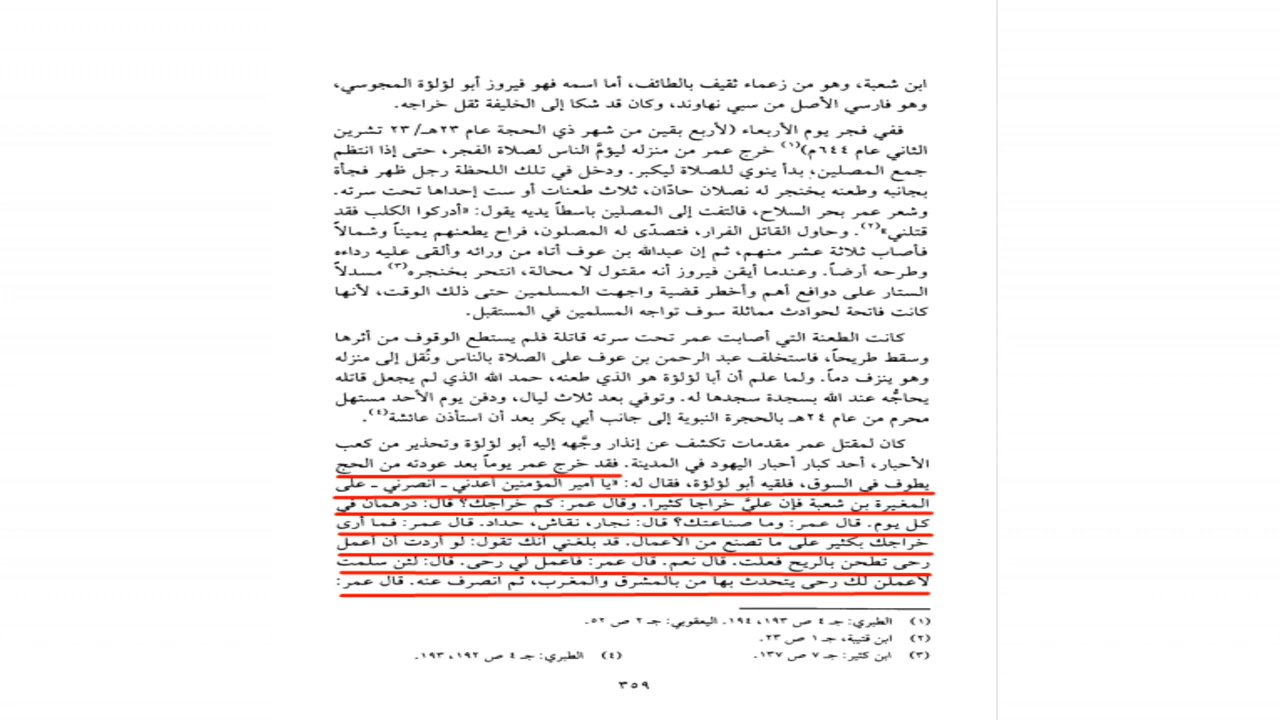 ابن شعبة، وهو من زعماء ثقيف بالطائف، أما اسمه فهو فيروز أبو لؤلؤة المجوسي،
وهو فارسي الأصل من سبي نهاوند، وكان قد شكا إلى الخليفة ثقل خراجه.
ففي فجر يوم الأربعاء (لأربع بقين من شهر ذي الحجة عام ٢٣هـ/٢٣ تشرين
الثاني عام ٦٤٤م)(١) خرج عمر من منزله ليؤمَّ الناس لصلاة الفجر، حتى إذا انتظم
جمع المصلين، بدأ ينوي للصلاة ليكبر. ودخل في تلك اللحظة رجل ظهر فجأة
بجانبه وطعنه بخنجر له نصلان حادّان، ثلاث طعنات أو ست إحداها تحت سرته.
وشعر عمر بحر السلاح، فالتفت إلى المصلين باسطاً يديه يقول: «أدركوا الكلب فقد
قتلني»(٢). وحاول القاتل الفرار، فتصدّى له المصلون، فراح يطعنهم يميناً وشمالاً
فأصاب ثلاثة عشر منهم، ثم إن عبدالله بن عوف أتاه من ورائه وألقى عليه رداءه
وطرحه أرضاً. وعندما أيقن فيروز أنه مقتول لا محالة، انتحر بخنجره(٣) مسدلاً
الستار على دوافع أهم وأخطر قضية واجهت المسلمين حتى ذلك الوقت، لأنها
كانت فاتحة لحوادث مماثلة سوف تواجه المسلمين في المستقبل.
كانت الطعنة التي أصابت عمر تحت سرته قاتلة فلم يستطع الوقوف من أثرها
وسقط طريحاً، فاستخلف عبد الرحمن بن عوف على الصلاة بالناس ونُقل إلى منزله
وهو ينزف دماً. ولما علم أن أبا لؤلؤة هو الذي طعنه، حمد الله الذي لم يجعل قاتله
يحاجُّه عند الله بسجدة سجدها له. وتوفي بعد ثلاث ليال، ودفن يوم الأحد مستهل
محرم من عام ٢٤هـ بالحجرة النبوية إلى جانب أبي بكر بعد أن استأذن عائشة(٤).
كان لمقتل عمر مقدمات تكشف عن إنذار وجَّهه إليه أبو لؤلؤة وتحذير من كعب
الأحبار، أحد كبار أحبار اليهود في المدينة. فقد خرج عمر يوماً بعد عودته من الحج
يطوف في السوق، فلقيه أبو لؤلؤة، فقال له: «يا أمير المؤمنين أعدني ـ انصرني ـ على
المغيرة بن شعبة فإن عليَّ خراجا كثيرا. وقال عمر: كم خراجك؟ قال: درهمان في
كل يوم. قال عمر: وما صناعتك؟ قال: نجار، نقاش، حداد. قال عمر: فما أرى
خراجك بكثير على ما تصنع من الأعمال. قد بلغني أنك تقول: لو أردت أن أعمل
رحى تطحن بالريح فعلت. قال نعم. قال عمر: فاعمل لي رحى. قال: لئن سلمت
لأعملن لك رحى يتحدث بها من بالمشرق والمغرب، ثم انصرف عنه. قال عمر:
(١) الطبري: جـ ٤ ص ١٩٣، ١٩٤. اليعقوبي: جـ ٢ ص ٥٢.
(٢) ابن قتيبة، جـ ١ ص ٢٣.
(٣) ابن كثير: جـ ٧ ص ١٣٧. (٤) الطبري: جـ ٤ ص ١٩٢، ١٩٣.
٣٥٩